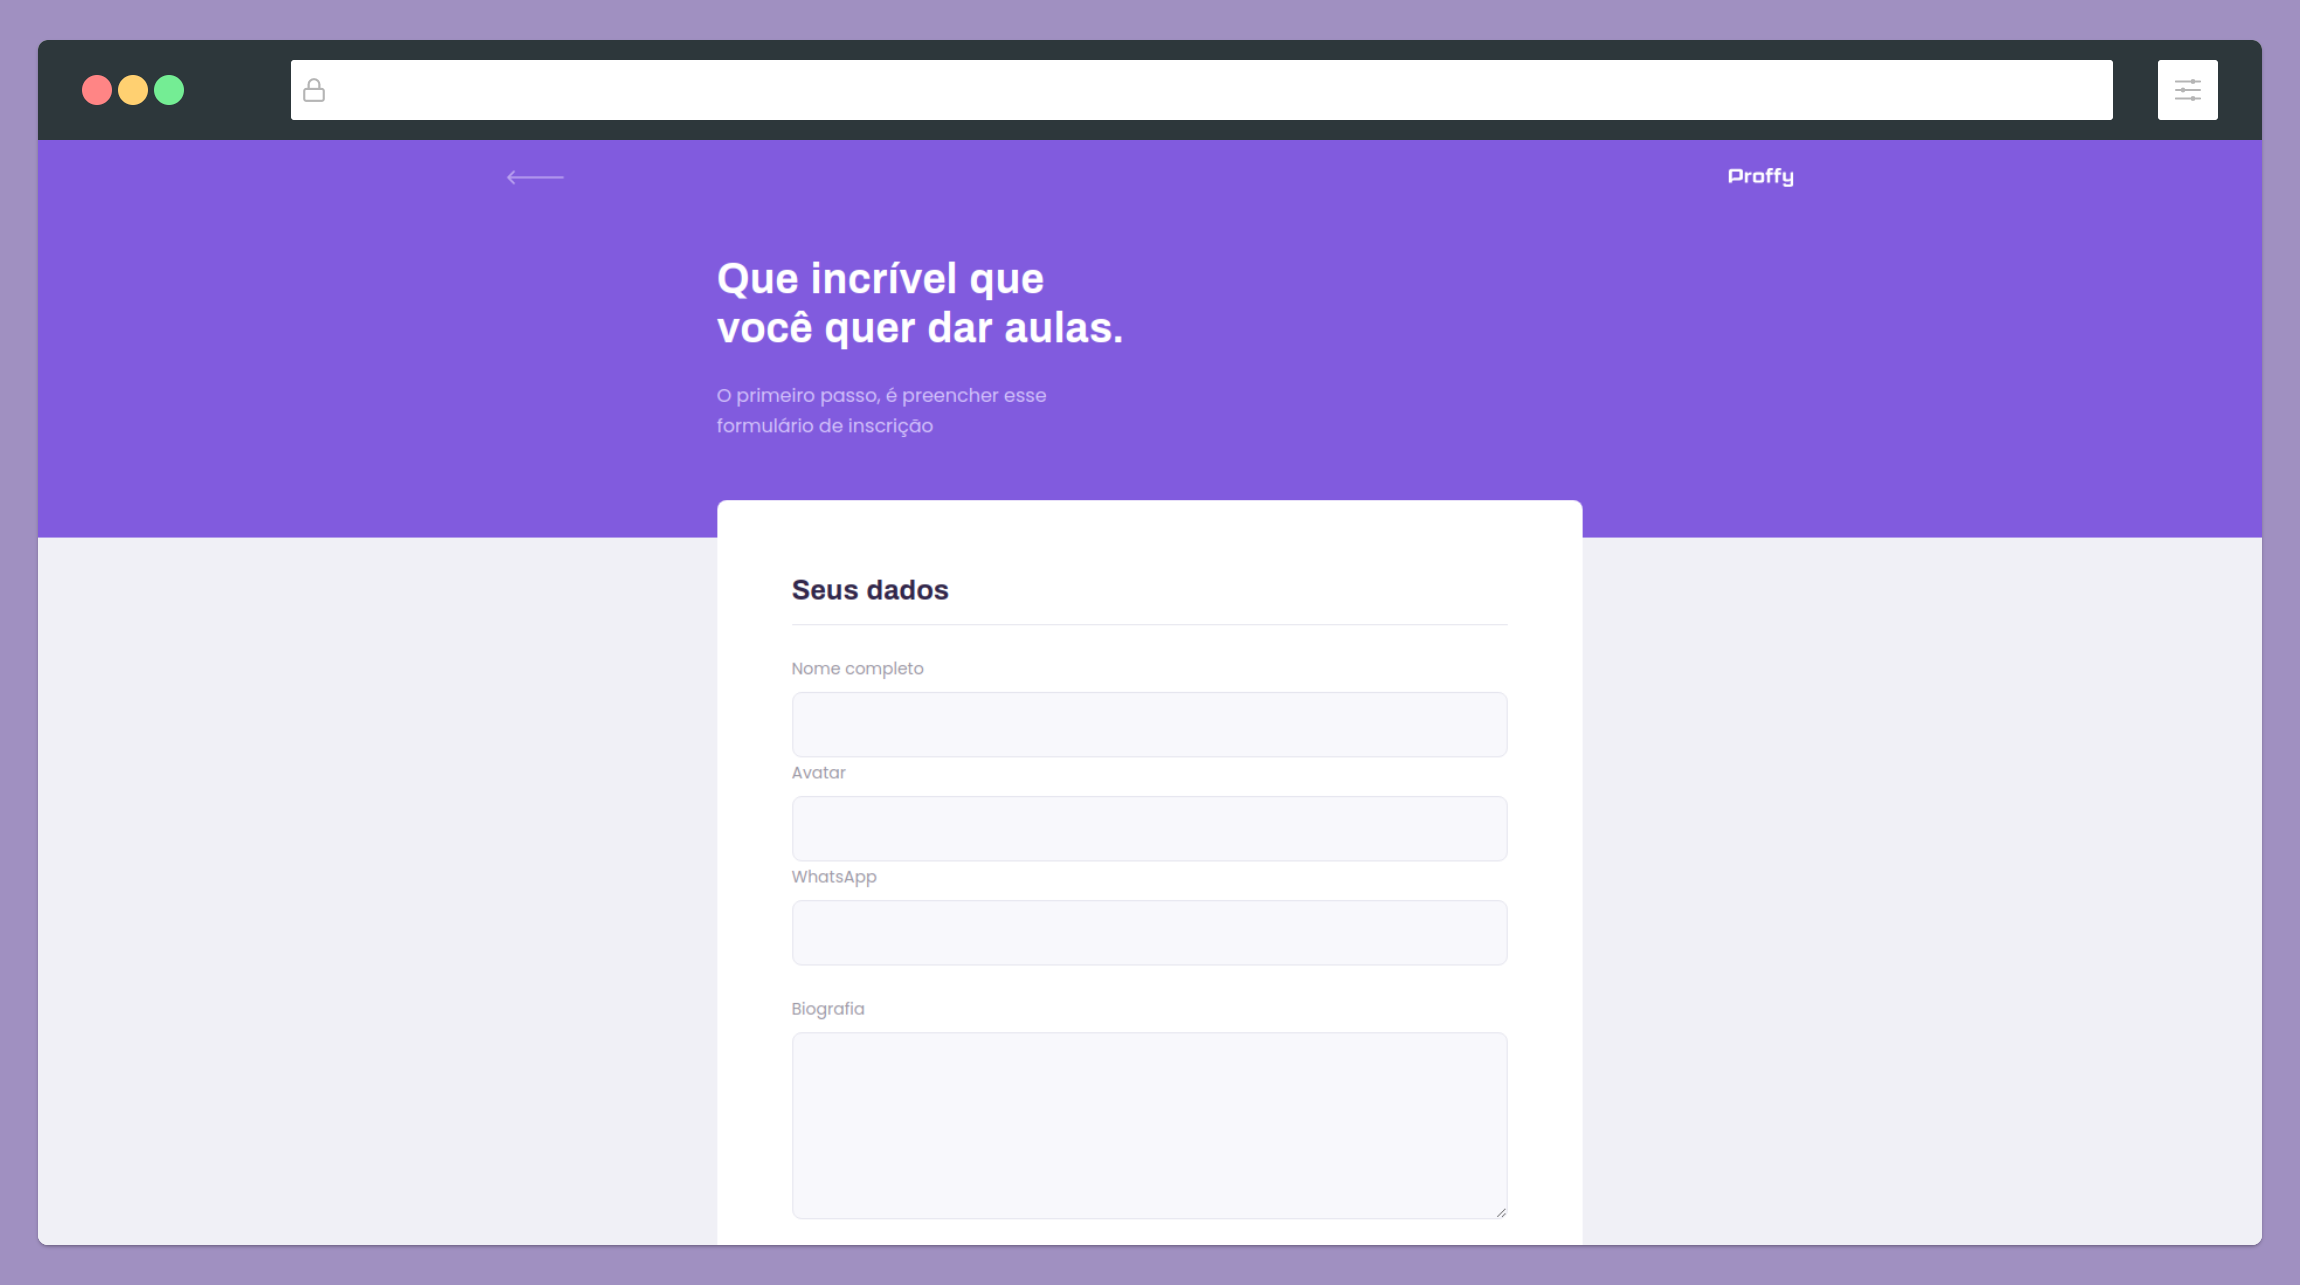 Proffy
Que incrível que
você quer dar aulas.
O primeiro passo, é preencher esse
formulário de inscrição
Seus dados
Nome completo
Avatar
WhatsApp
Biografia